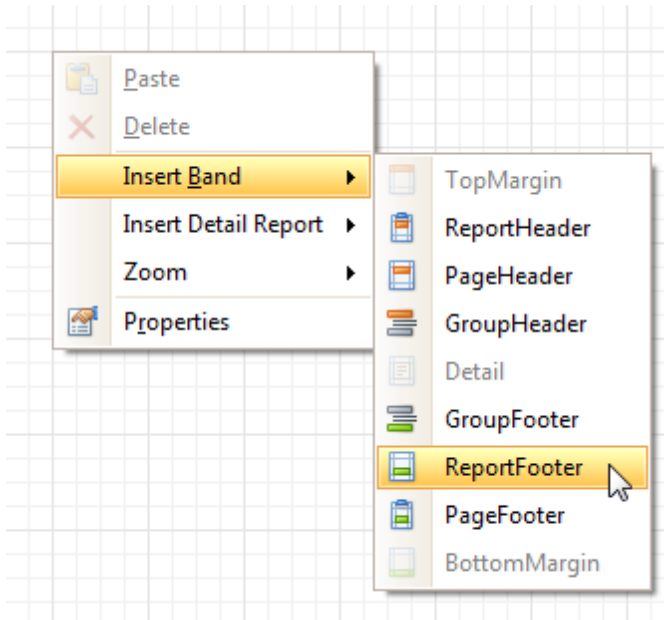 Paste
Delete
Insert Band
Insert Detail Report
Zoom
Properties
TopMargin
ReportHeader
PageHeader
GroupHeader
Detail
GroupFooter
ReportFooter
PageFooter
BottomMargin